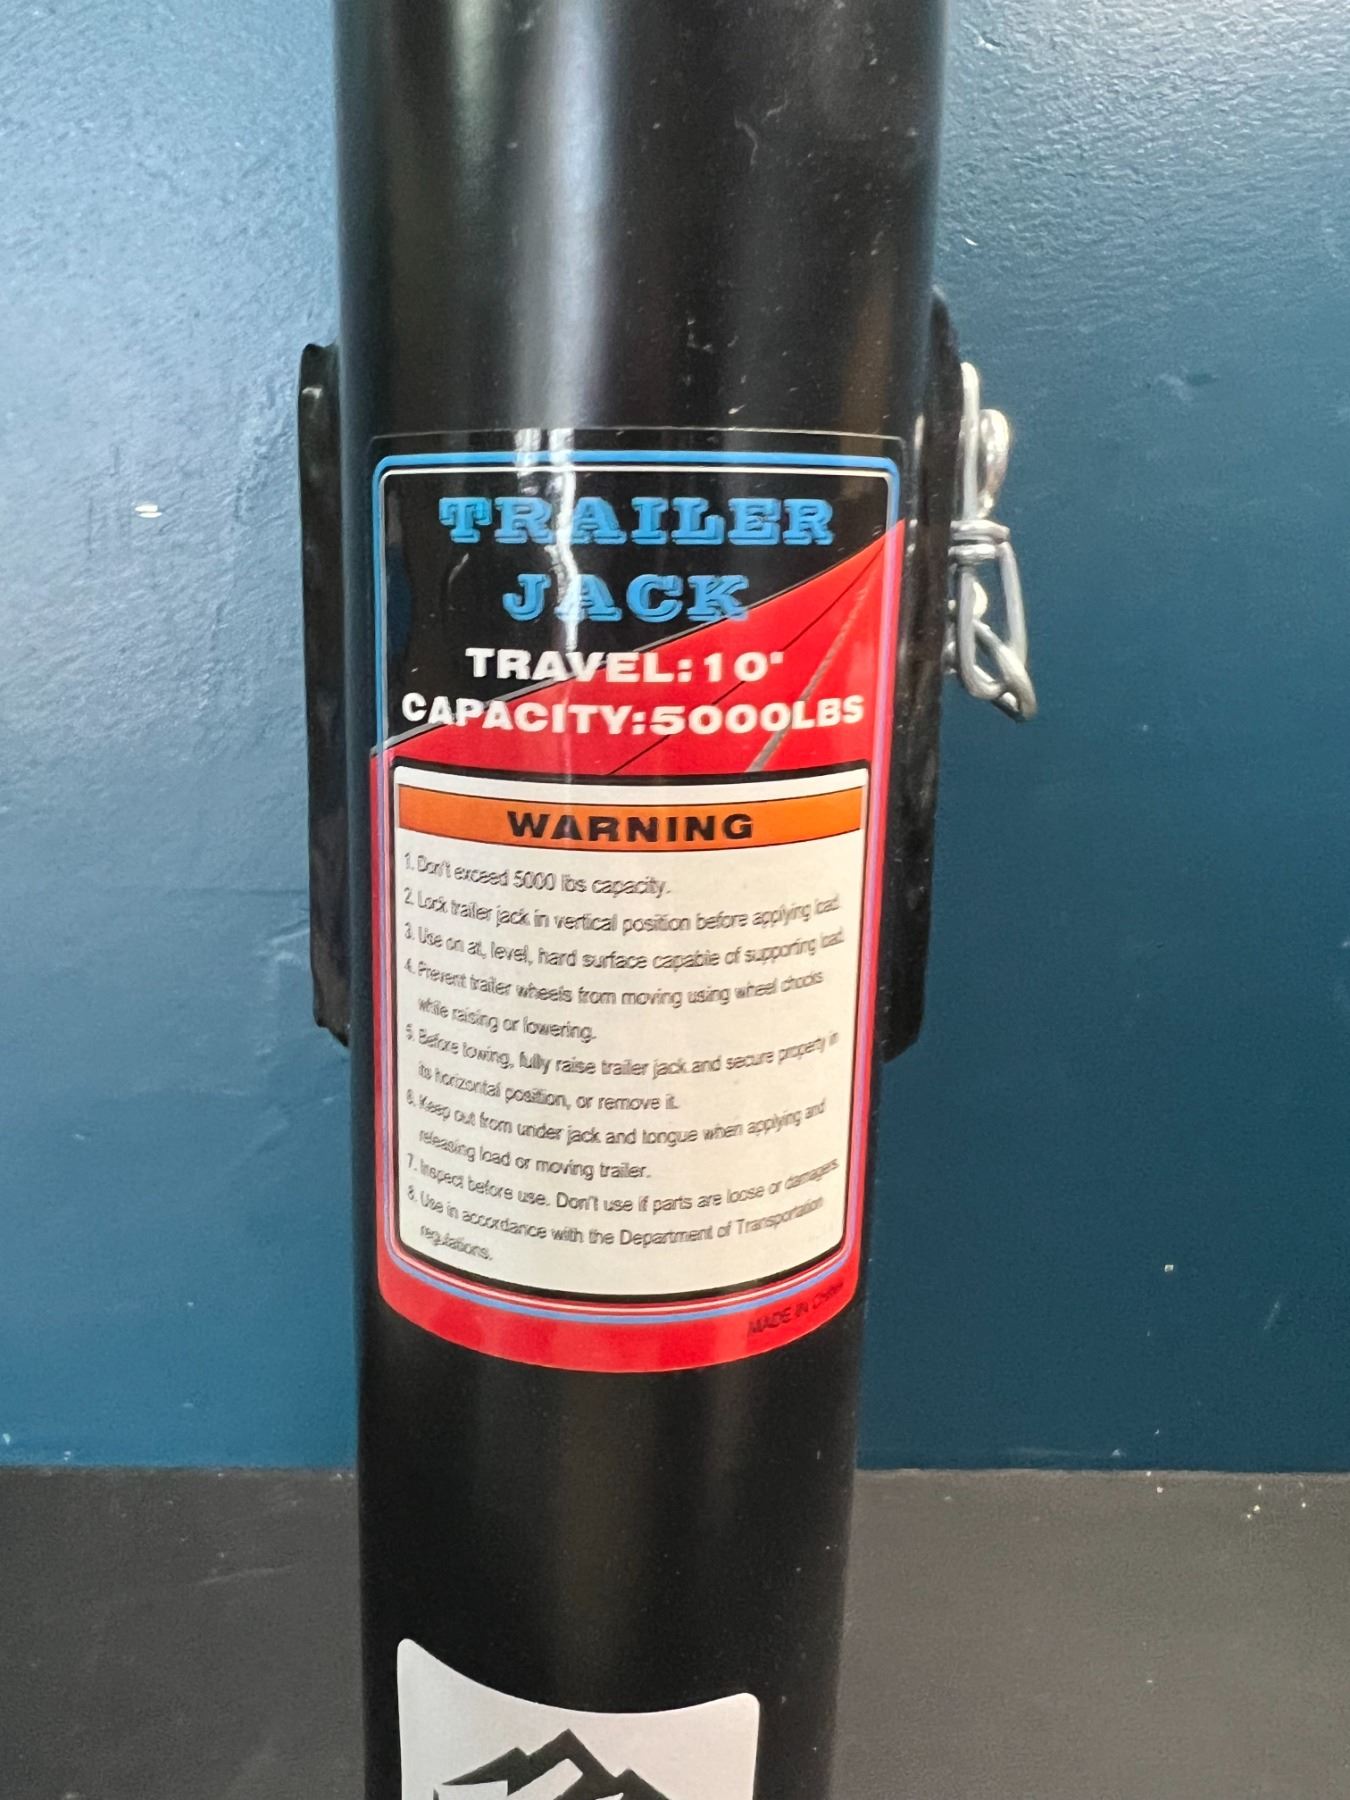 TRAILER
JACK
TRAVEL:10"
CAPACITY:5000LBS
WARNING
1. Don't exceed 5000 lbs capacity.
2. Lock trailer jack in vertical position before applying load.
3. Use on at, level, hard surface capable of supporting load.
4. Prevent trailer wheels from moving using wheel chocks
while raising or lowering.
5. Before towing, fully raise trailer jack and secure property in
its horizontal position, or remove it.
6. Keep out from under jack and tongue when applying and
releasing load or moving trailer.
7. Inspect before use. Don't use if parts are loose or damagers.
8. Use in accordance with the Department of Transportation
regulations.
MADE IN China